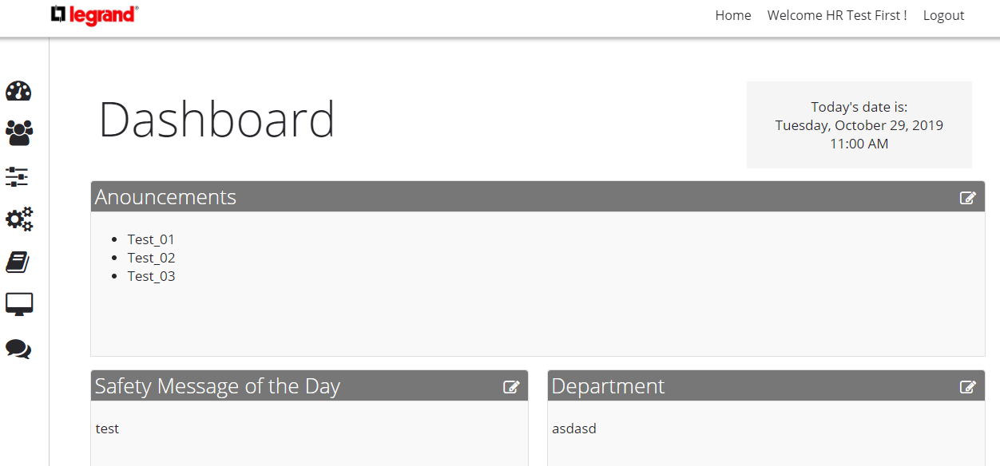 legrand®
Home Welcome HR Test First ! Logout
Dashboard
Today's date is:
Tuesday, October 29, 2019
11:00 AM
Anouncements
• Test_01
• Test_02
• Test_03
Safety Message of the Day
test
Department
asdasd